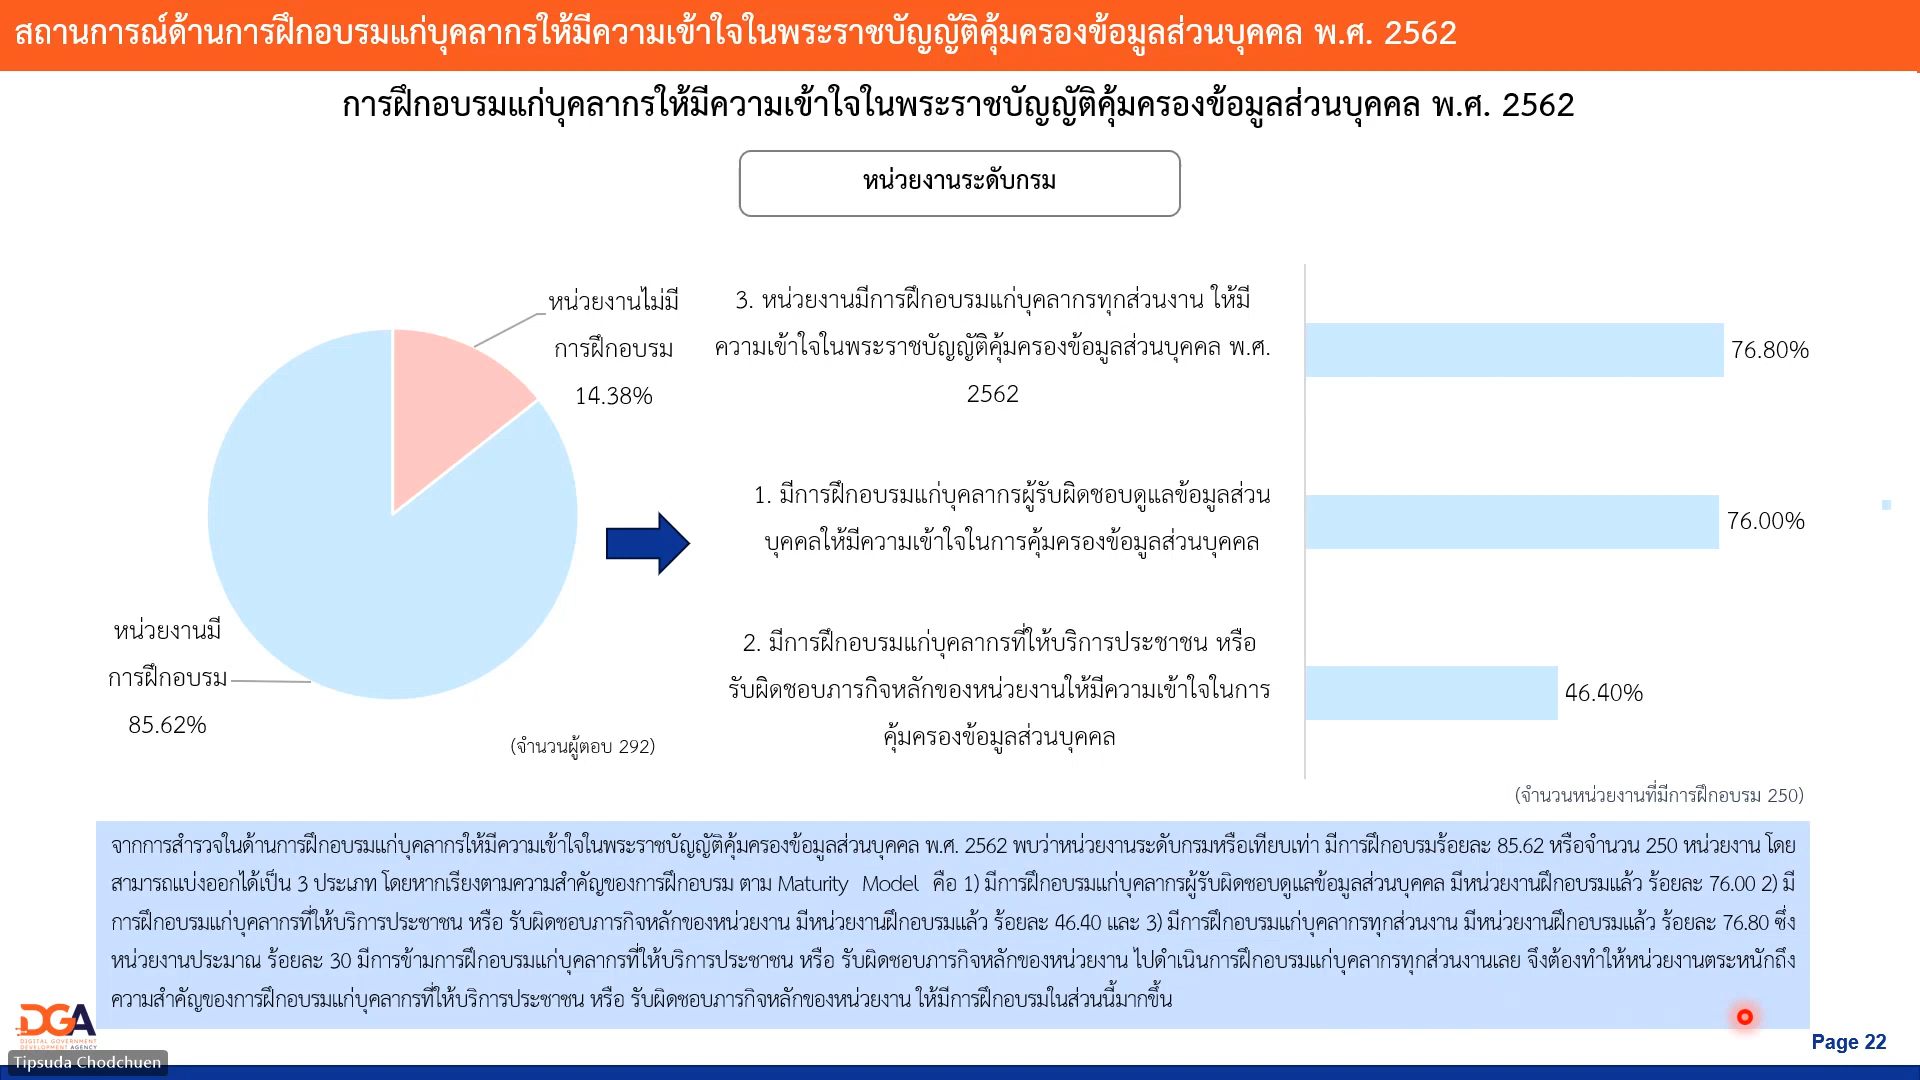 สถานการณ์ด้านการฝึกอบรมแก่บุคลากรให้มีความเข้าใจในพระราชบัญญัติคุ้มครองข้อมูลส่วนบุคคล พ.ศ. 2562
การฝึกอบรมแก่บุคลากรให้มีความเข้าใจในพระราชบัญญัติคุ้มครองข้อมูลส่วนบุคคล พ.ศ. 2562
หน่วยงานระดับกรม
หน่วยงานไม่มี
การฝึกอบรม
14.38%
หน่วยงานมี
การฝึกอบรม
85.62%
(จำนวนผู้ตอบ 292)
3. หน่วยงานมีการฝึกอบรมแก่บุคลากรทุกส่วนงาน ให้มี
ความเข้าใจในพระราชบัญญัติคุ้มครองข้อมูลส่วนบุคคล พ.ศ.
2562
76.80%
1. มีการฝึกอบรมแก่บุคลากรผู้รับผิดชอบดูแลข้อมูลส่วน
บุคคลให้มีความเข้าใจในการคุ้มครองข้อมูลส่วนบุคคล
76.00%
2. มีการฝึกอบรมแก่บุคลากรที่ให้บริการประชาชน หรือ
รับผิดชอบภารกิจหลักของหน่วยงานให้มีความเข้าใจในการ
คุ้มครองข้อมูลส่วนบุคคล
46.40%
(จำนวนหน่วยงานที่มีการฝึกอบรม 250)
จากการสำรวจในด้านการฝึกอบรมแก่บุคลากรให้มีความเข้าใจในพระราชบัญญัติคุ้มครองข้อมูลส่วนบุคคล พ.ศ. 2562 พบว่าหน่วยงานระดับกรมหรือเทียบเท่า มีการฝึกอบรมร้อยละ 85.62 หรือจำนวน 250 หน่วยงาน โดย
สามารถแบ่งออกได้เป็น 3 ประเภท โดยหากเรียงตามความสำคัญของการฝึกอบรม ตาม Maturity Model คือ 1) มีการฝึกอบรมแก่บุคลากรผู้รับผิดชอบดูแลข้อมูลส่วนบุคคล มีหน่วยงานฝึกอบรมแล้ว ร้อยละ 76.00 2) มี
การฝึกอบรมแก่บุคลากรที่ให้บริการประชาชน หรือ รับผิดชอบภารกิจหลักของหน่วยงาน มีหน่วยงานฝึกอบรมแล้ว ร้อยละ 46.40 และ 3) มีการฝึกอบรมแก่บุคลากรทุกส่วนงาน มีหน่วยงานฝึกอบรมแล้ว ร้อยละ 76.80 ซึ่ง
หน่วยงานประมาณ ร้อยละ 30 มีการข้ามการฝึกอบรมแก่บุคลากรที่ให้บริการประชาชน หรือ รับผิดชอบภารกิจหลักของหน่วยงาน ไปดำเนินการฝึกอบรมแก่บุคลากรทุกส่วนงานเลย จึงต้องทำให้หน่วยงานตระหนักถึง
ความสำคัญของการฝึกอบรมแก่บุคลากรที่ให้บริการประชาชน หรือ รับผิดชอบภารกิจหลักของหน่วยงาน ให้มีการฝึกอบรมในส่วนนี้มากขึ้น
DGA
DIGITAL GOVERNMENT
DEVELOPMENT AGENCY
Tipsuda Chodchuen
Page 22